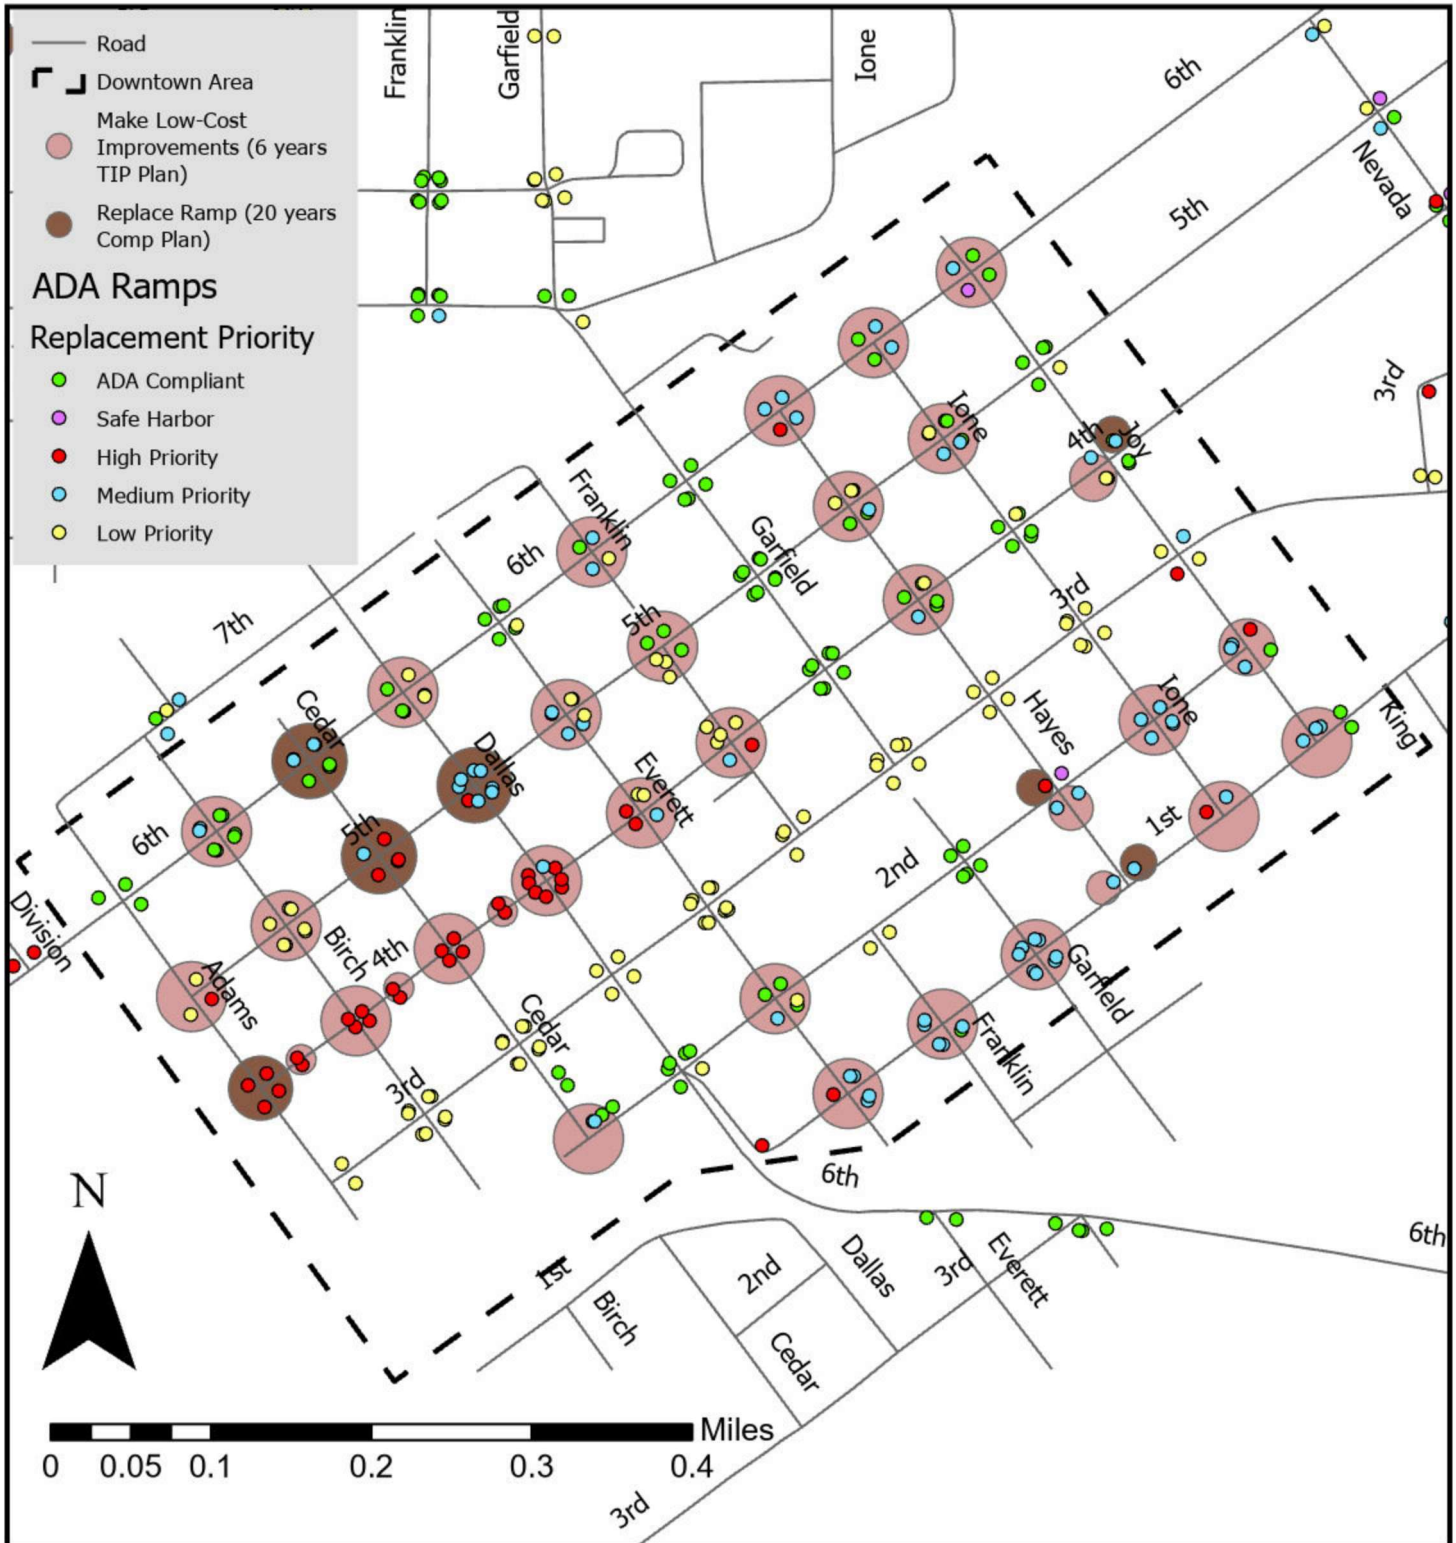 Road
Downtown Area
Make Low-Cost
Improvements (6 years
TIP Plan)
Replace Ramp (20 years
Comp Plan)
ADA Ramps
Replacement Priority
ADA Compliant
Safe Harbor
High Priority
Medium Priority
Low Priority
Franklin
Garfield
Ione
6th
Nevada
5th
3rd
Ione
4th
Joy
Franklin
6th
Garfield
3rd
5th
7th
Cedar
Dallas
Everett
Hayes
Ione
King
6th
5th
1st
2nd
Division
Adams
Birch
4th
Cedar
Garfield
Franklin
3rd
N
6th
6th
1st
Birch
2nd
Cedar
Dallas
3rd
Everett
Miles
0 0.05 0.1 0.2 0.3 0.4
3rd